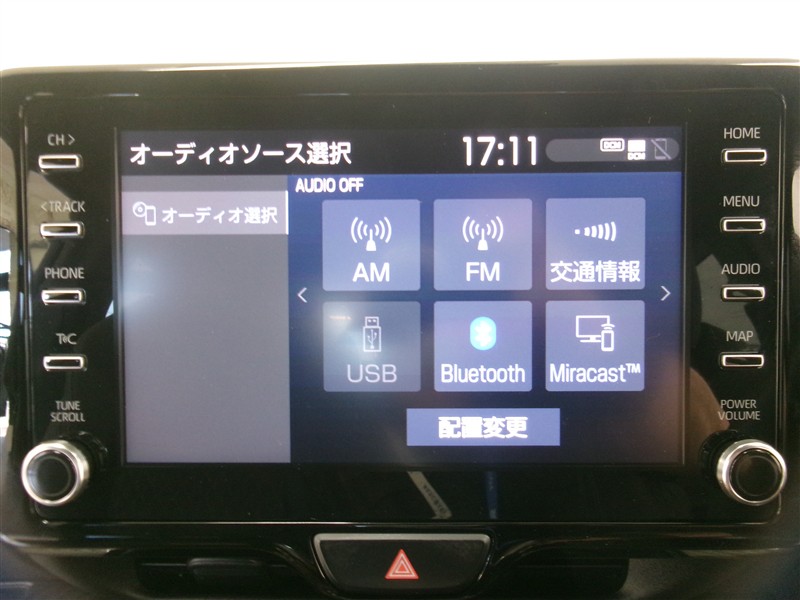 CH >
< TRACK
PHONE
T C
TUNE
SCROLL
オーディオソース選択
17:11
DCM
DCM
オーディオ選択
AUDIO OFF
AM
FM
交通情報
USB
Bluetooth
Miracast™
配置変更
HOME
MENU
AUDIO
MAP
POWER
VOLUME